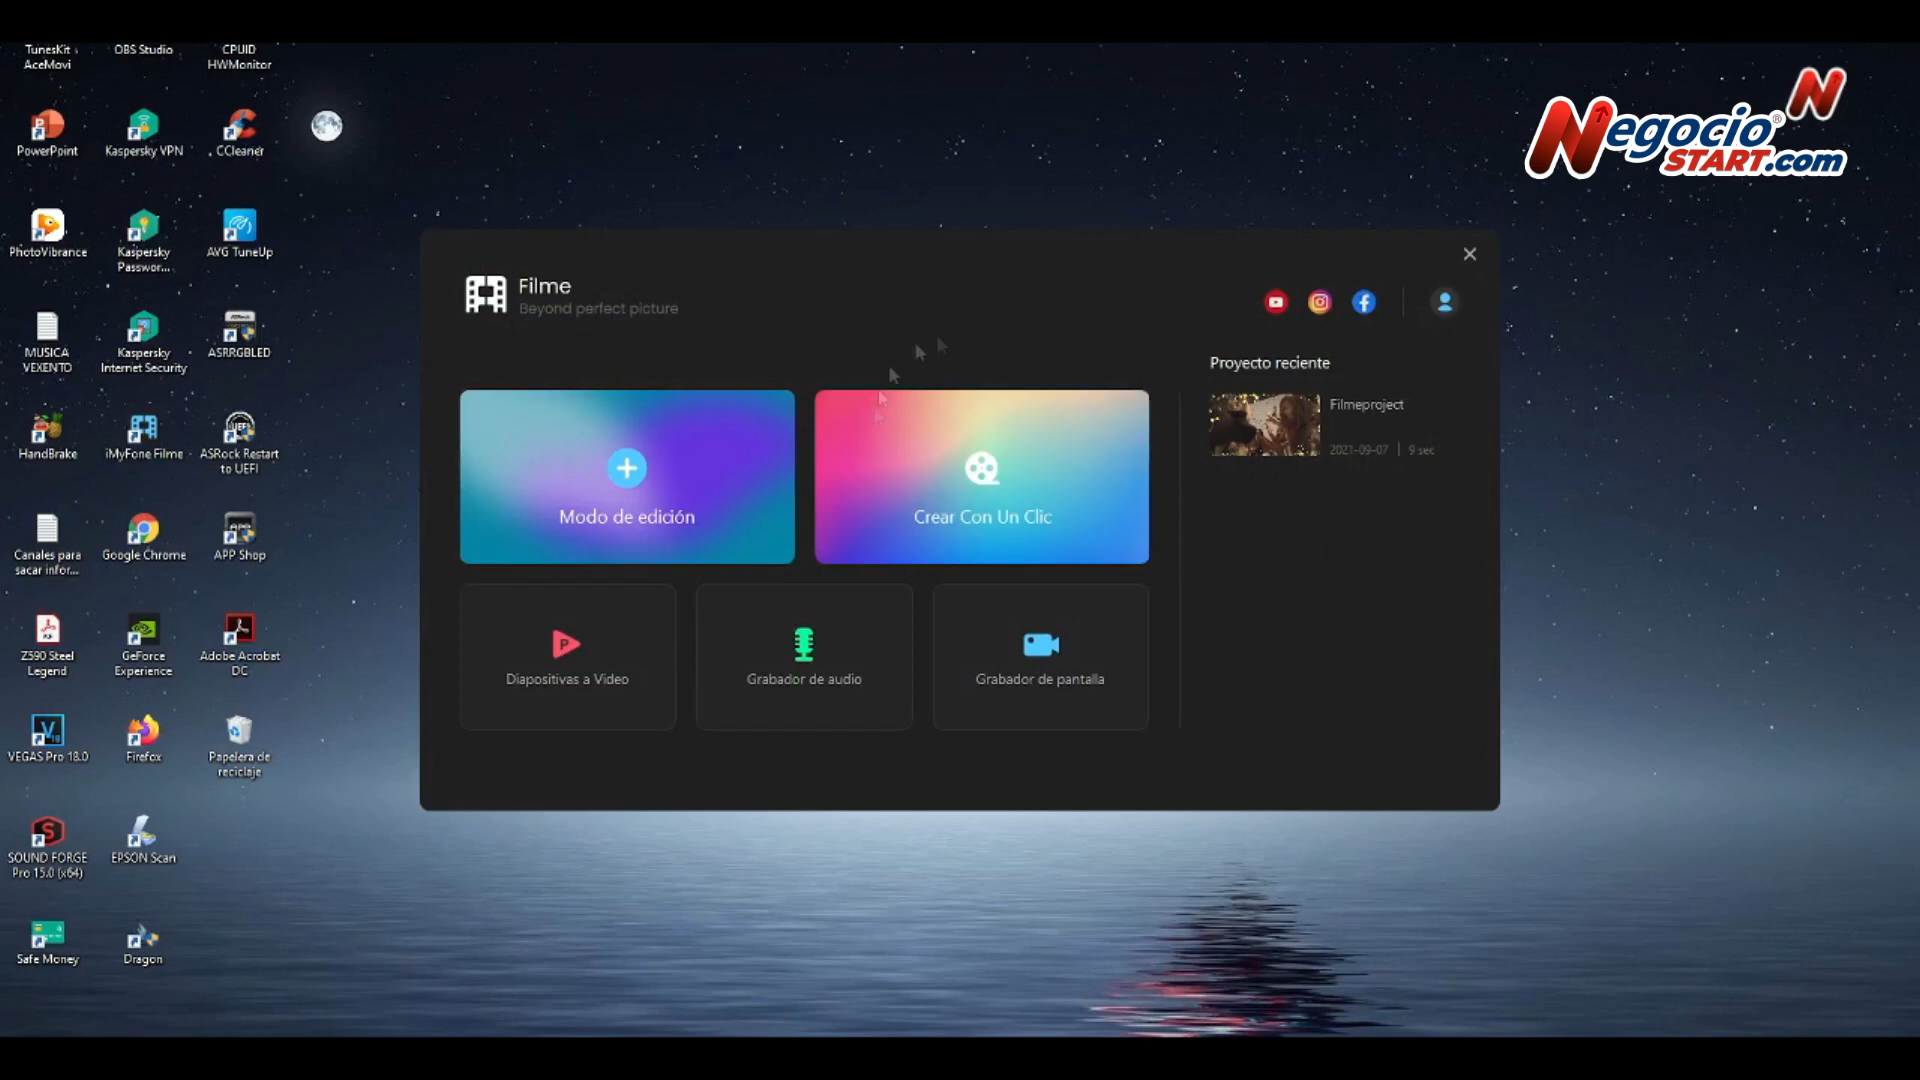 TunesKit
AceMovi
OBS Studio
CPUID
HWMonitor
PowerPoint
Kaspersky VPN
CCleaner
PhotoVibrance
Kaspersky
Passwor...
AVG TuneUp
MUSICA
VEXENTO
Kaspersky
Internet Security
ASRRGBLED
HandBrake
iMyFone Filme
ASRock Restart
to UEFI
Canales para
sacar infor...
Google Chrome
APP Shop
Z590 Steel
Legend
GeForce
Experience
Adobe Acrobat
DC
VEGAS Pro 18.0
Firefox
Papelera de
reciclaje
SOUND FORGE
Pro 15.0 (x64)
EPSON Scan
Safe Money
Dragon
N
Negocio®
START.com
Filme
Beyond perfect picture
Modo de edición
Crear Con Un Clic
Diapositivas a Video
Grabador de audio
Grabador de pantalla
Proyecto reciente
Filmeproject
2021-09-07 | 9 sec